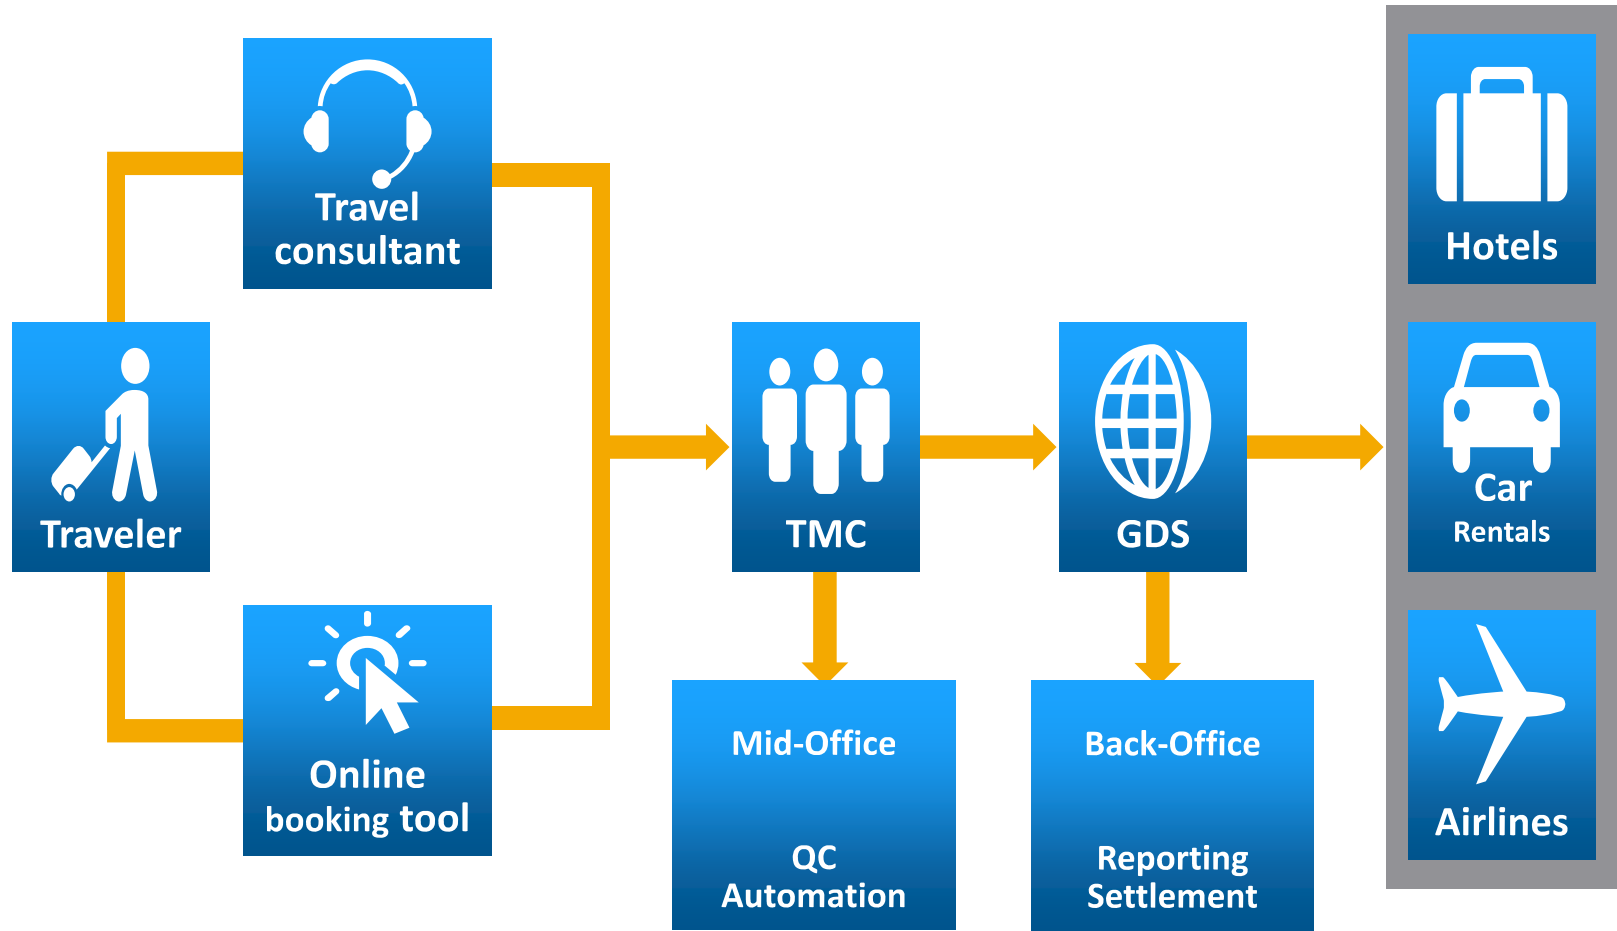 Travel
consultant
Traveler
Online
booking tool
TMC
GDS
Mid-Office
QC
Automation
Back-Office
Reporting
Settlement
Hotels
Car
Rentals
Airlines